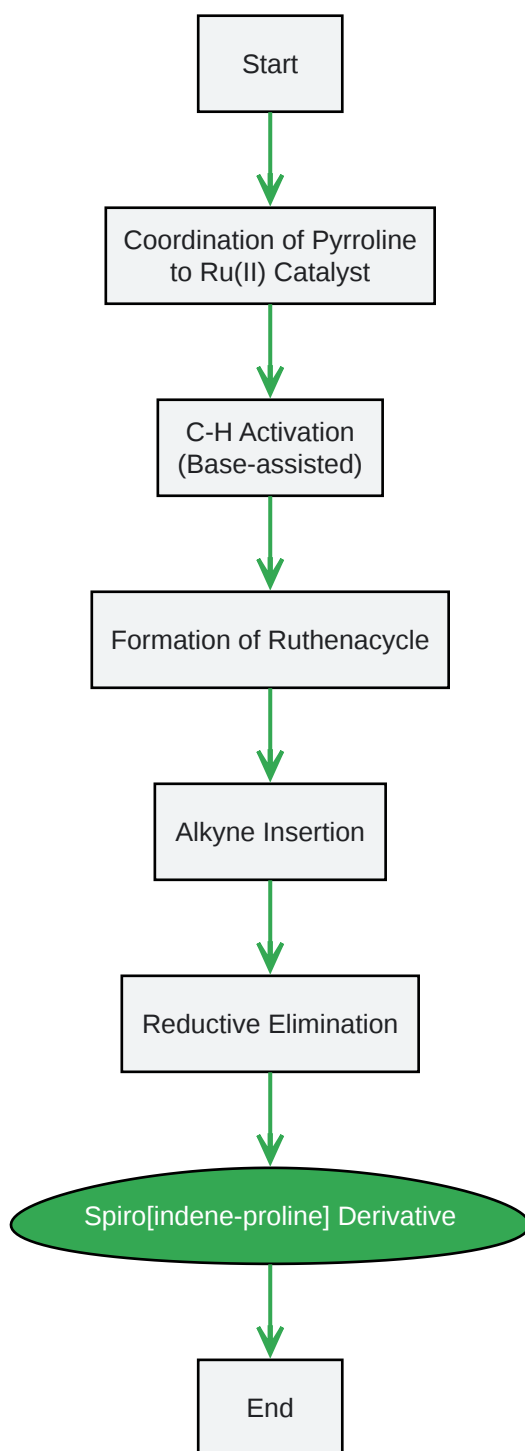 Start
Coordination of Pyrroline
to Ru(II) Catalyst
C-H Activation
(Base-assisted)
Formation of Ruthenacycle
Alkyne Insertion
Reductive Elimination
Spiro[indene-proline] Derivative
End